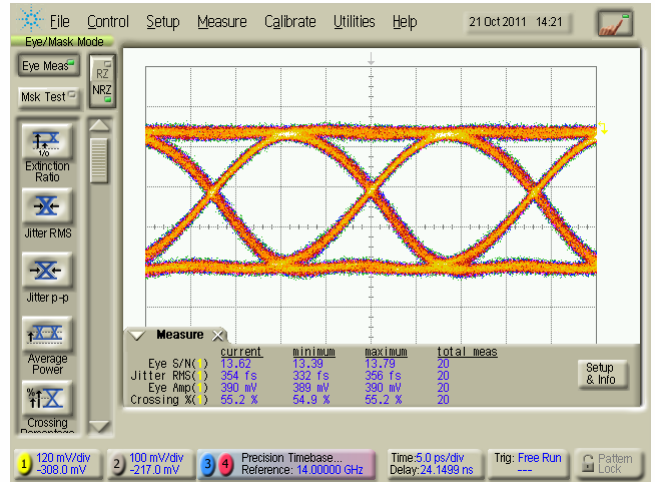 File Control Setup Measure Calibrate Utilities Help 21 Oct 2011 14:21
Eye/Mask Mode
Eye Meas
RZ
Msk Test
NRZ
1/0
Extinction
Ratio
Jitter RMS
Jitter p-p
Average
Power
%
Crossing
Percentage
Measure
current minimum maximum total meas
Eye S/N(1) 13.62 13.39 13.79 20
Jitter RMS(1) 354 fs 332 fs 356 fs 20
Eye Amp(1) 390 mV 389 mV 390 mV 20
Crossing %(1) 55.2 % 54.9 % 55.2 % 20
Setup
& Info
1 120 mV/div
-308.0 mV
2 100 mV/div
-217.0 mV
3 4 Precision Timebase...
Reference: 14.00000 GHz
Time:5.0 ps/div
Delay:24.1499 ns
Trig: Free Run
---
Pattern
Lock